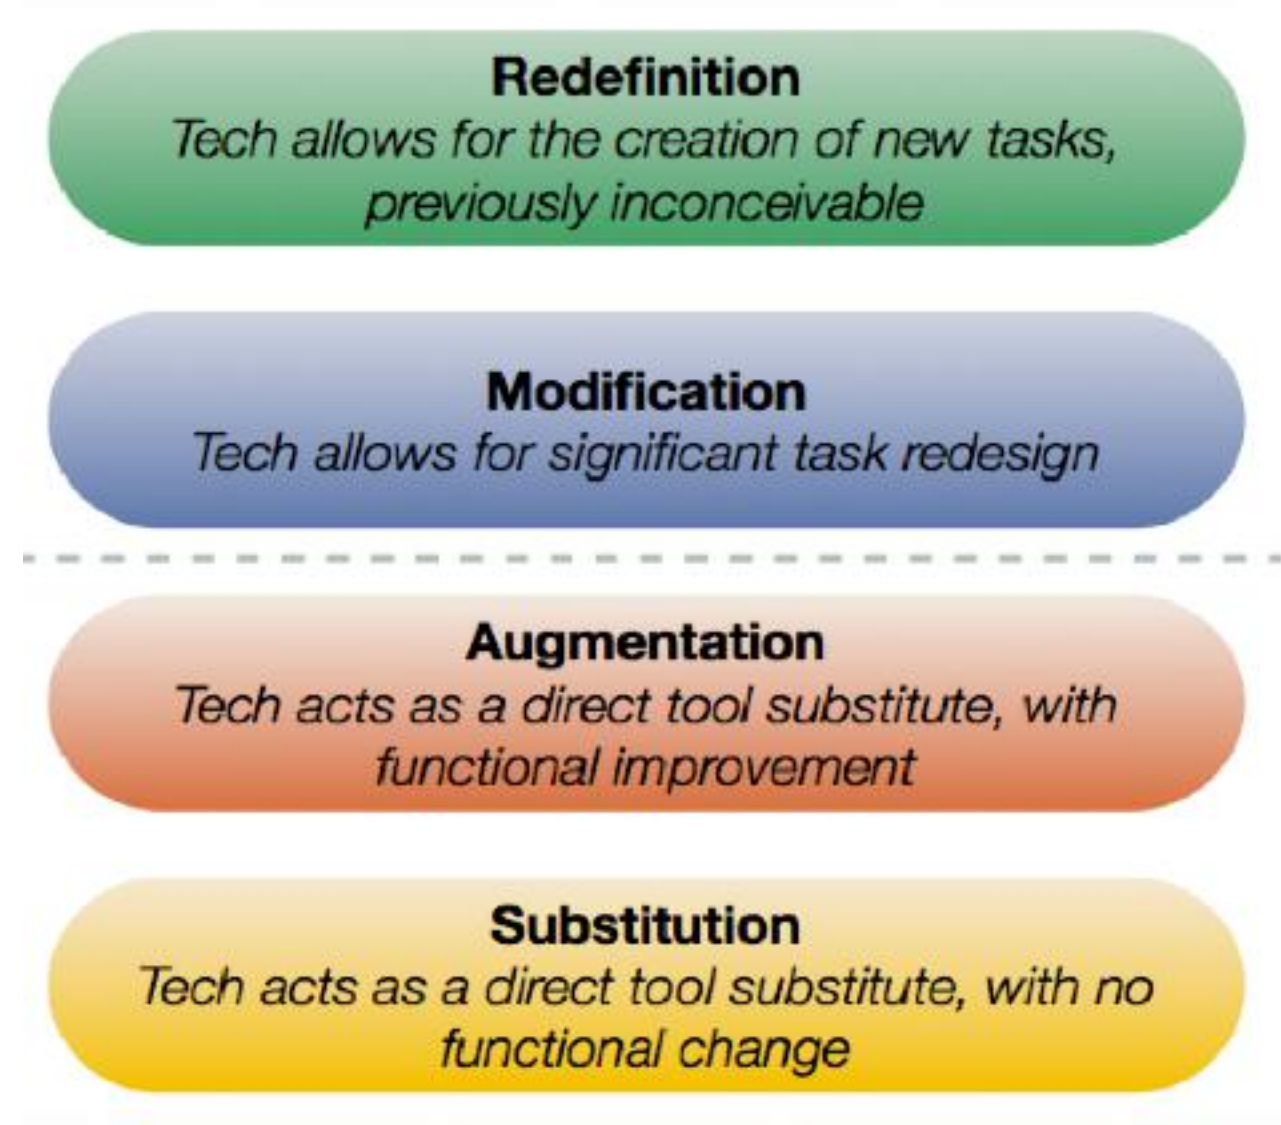 Redefinition
Tech allows for the creation of new tasks,
previously inconceivable
Modification
Tech allows for significant task redesign
Augmentation
Tech acts as a direct tool substitute, with
functional improvement
Substitution
Tech acts as a direct tool substitute, with no
functional change